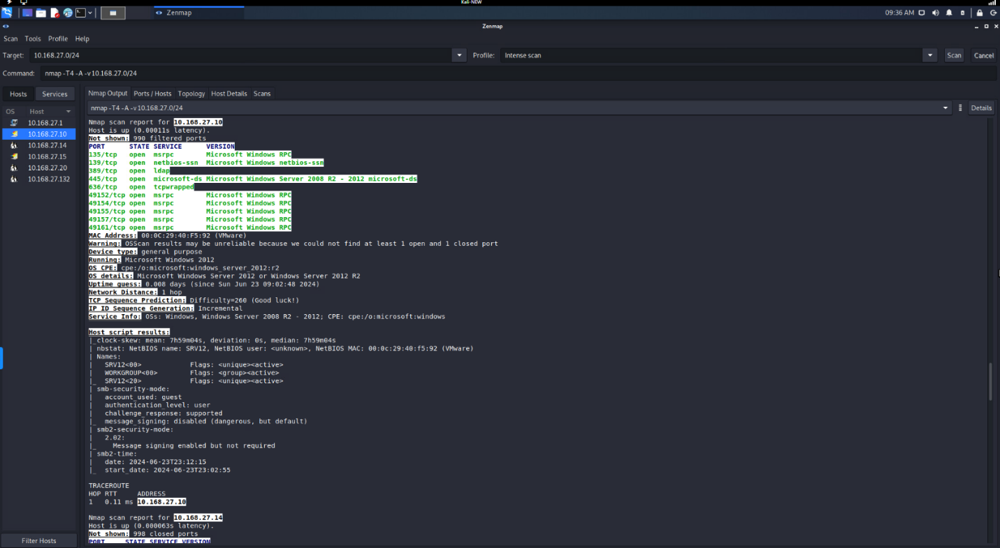 Kali-NEW
Zenmap
09:36 AM
Zenmap
Scan Tools Profile Help
Target: 10.168.27.0/24 Profile: Intense scan Scan Cancel
Command: nmap -T4 -A -v 10.168.27.0/24
Hosts Services
Nmap Output Ports / Hosts Topology Host Details Scans
OS Host
nmap -T4 -A -v 10.168.27.0/24 Details
10.168.27.1
10.168.27.10
10.168.27.14
10.168.27.15
10.168.27.20
10.168.27.132
Nmap scan report for 10.168.27.10
Host is up (0.00011s latency).
Not shown: 990 filtered ports
PORT STATE SERVICE VERSION
135/tcp open msrpc Microsoft Windows RPC
139/tcp open netbios-ssn Microsoft Windows netbios-ssn
389/tcp open ldap
445/tcp open microsoft-ds Microsoft Windows Server 2008 R2 - 2012 microsoft-ds
636/tcp open tcpwrapped
49152/tcp open msrpc Microsoft Windows RPC
49154/tcp open msrpc Microsoft Windows RPC
49155/tcp open msrpc Microsoft Windows RPC
49157/tcp open msrpc Microsoft Windows RPC
49161/tcp open msrpc Microsoft Windows RPC
MAC Address: 00:0C:29:40:F5:92 (VMware)
Warning: OSScan results may be unreliable because we could not find at least 1 open and 1 closed port
Device type: general purpose
Running: Microsoft Windows 2012
OS CPE: cpe:/o:microsoft:windows_server_2012:r2
OS details: Microsoft Windows Server 2012 or Windows Server 2012 R2
Uptime guess: 0.008 days (since Sun Jun 23 09:02:48 2024)
Network Distance: 1 hop
TCP Sequence Prediction: Difficulty=260 (Good luck!)
IP ID Sequence Generation: Incremental
Service Info: OSs: Windows, Windows Server 2008 R2 - 2012; CPE: cpe:/o:microsoft:windows
Host script results:
|_clock-skew: mean: 7h59m04s, deviation: 0s, median: 7h59m04s
| nbstat: NetBIOS name: SRV12, NetBIOS user: <unknown>, NetBIOS MAC: 00:0c:29:40:f5:92 (VMware)
| Names:
|   SRV12<00>            Flags: <unique><active>
|   WORKGROUP<00>        Flags: <group><active>
|_  SRV12<20>            Flags: <unique><active>
| smb-security-mode:
|   account_used: guest
|   authentication_level: user
|   challenge_response: supported
|_  message_signing: disabled (dangerous, but default)
| smb2-security-mode:
|   2.02:
|_    Message signing enabled but not required
| smb2-time:
|   date: 2024-06-23T23:12:15
|_  start_date: 2024-06-23T23:02:55
TRACEROUTE
HOP RTT ADDRESS
1 0.11 ms 10.168.27.10
Nmap scan report for 10.168.27.14
Host is up (0.000063s latency).
Not shown: 998 closed ports
PORT STATE SERVICE VERSION
Filter Hosts